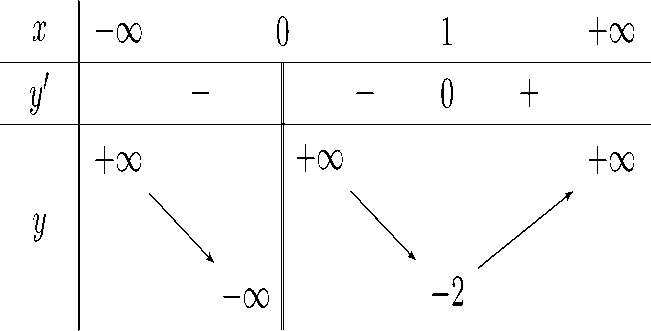 x −∞ 0 1 +∞
y′ − − 0 +
+∞ +∞ +∞
y
−∞ −2